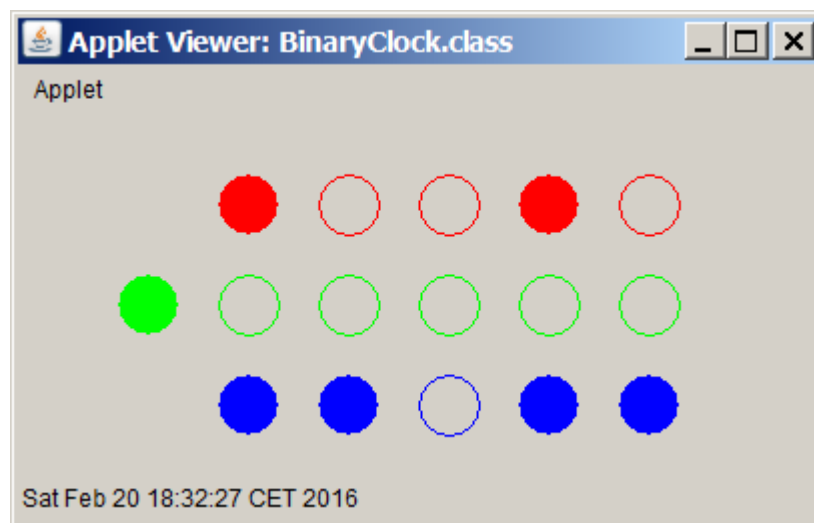 Applet Viewer: BinaryClock.class
Applet
Sat Feb 20 18:32:27 CET 2016